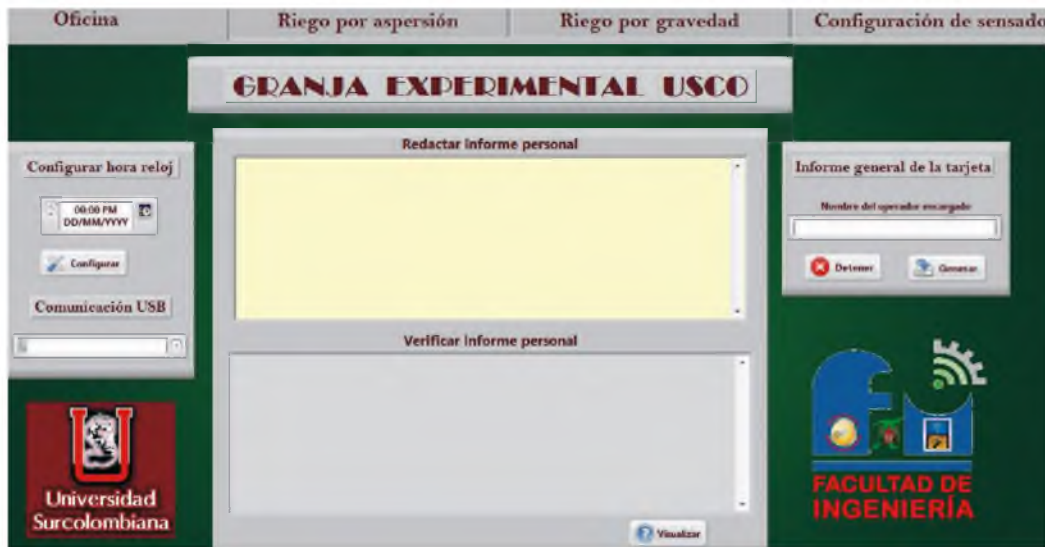 Oficina
Riego por aspersión
Riego por gravedad
Configuración de sensado
GRANJA EXPERIMENTAL USCO
Configurar hora reloj
00:00 PM
DD/MM/YYYY
Configurar
Comunicación USB
Redactar informe personal
Verificar informe personal
Visualizar
Informe general de la tarjeta
Nombre del operador encargado
Detener
Generar
Universidad
Surcolombiana
FACULTAD DE
INGENIERÍA